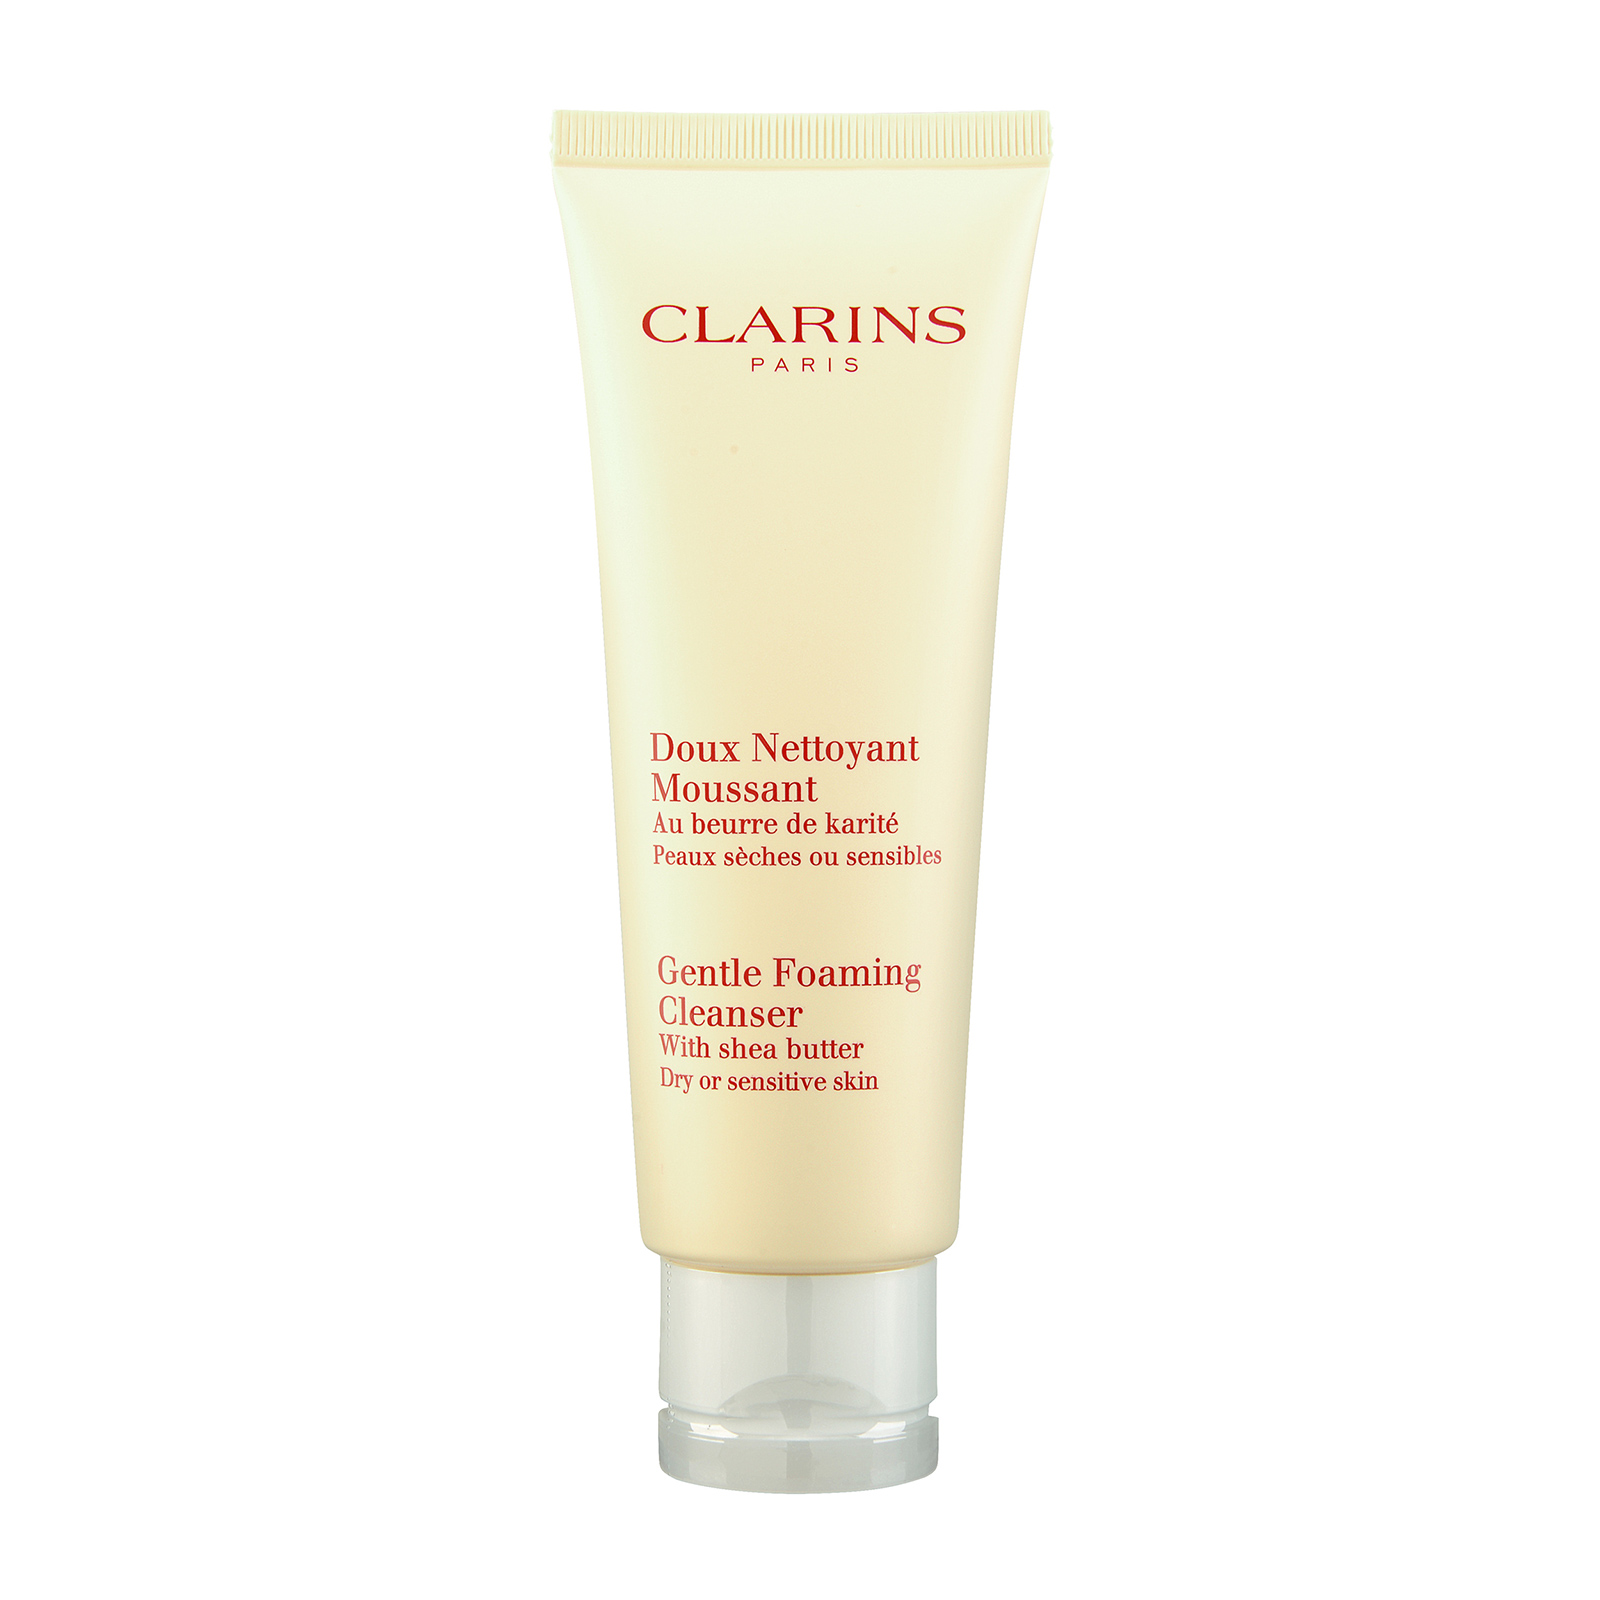 CLARINS
PARIS
Doux Nettoyant
Moussant
Au beurre de karité
Peaux sèches ou sensibles
Gentle Foaming
Cleanser
With shea butter
Dry or sensitive skin